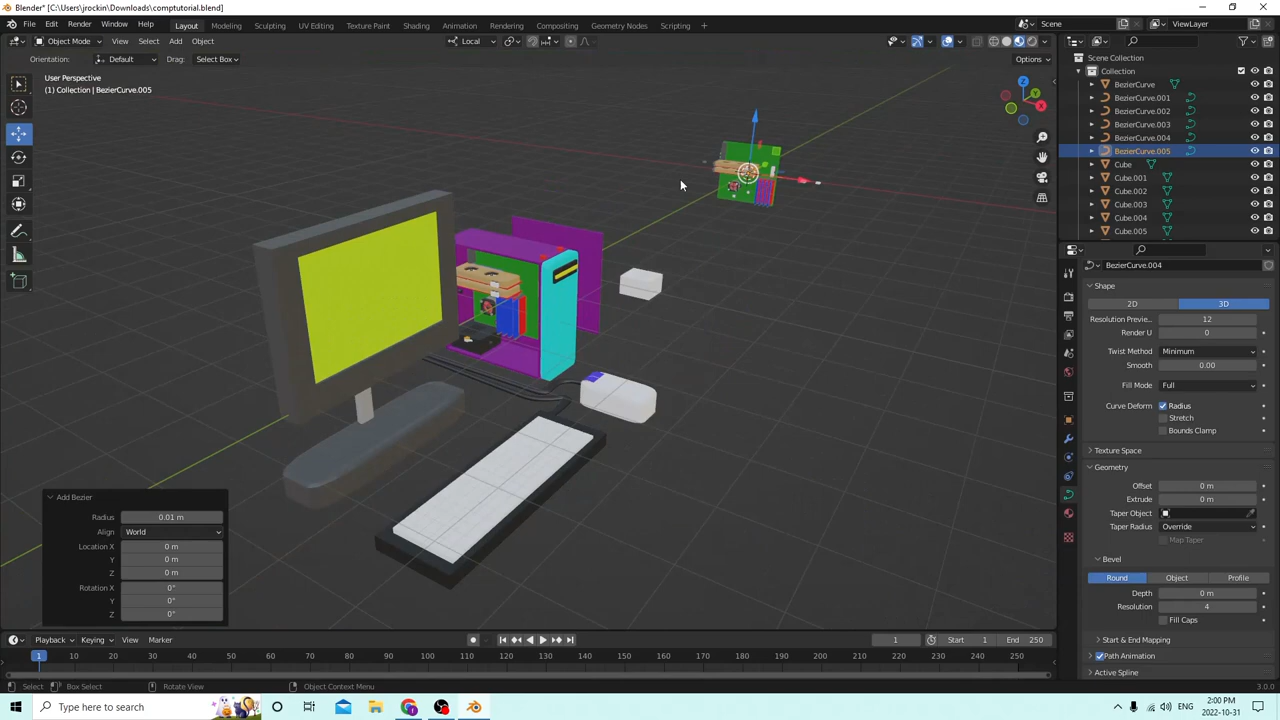 Blender* [C:\Users\jrockin\Downloads\comptutorial.blend]
File Edit Render Window Help Layout Modeling Sculpting UV Editing Texture Paint Shading Animation Rendering Compositing Geometry Nodes Scripting + Scene ViewLayer
Object Mode View Select Add Object Local
Orientation: Default Drag: Select Box Options
User Perspective
(1) Collection | BezierCurve.005
Z
Y
X
Scene Collection
Collection
BezierCurve
BezierCurve.001
BezierCurve.002
BezierCurve.003
BezierCurve.004
BezierCurve.005
Cube
Cube.001
Cube.002
Cube.003
Cube.004
Cube.005
BezierCurve.004
Shape
2D 3D
Resolution Previe... 12
Render U 0
Twist Method Minimum
Smooth 0.00
Fill Mode Full
Curve Deform Radius
Stretch
Bounds Clamp
Texture Space
Geometry
Offset 0 m
Extrude 0 m
Taper Object
Taper Radius Override
Map Taper
Bevel
Round Object Profile
Depth 0 m
Resolution 4
Fill Caps
Start & End Mapping
Path Animation
Active Spline
Add Bezier
Radius 0.01 m
Align World
Location X 0 m
Y 0 m
Z 0 m
Rotation X 0°
Y 0°
Z 0°
Playback Keying View Marker 1 Start 1 End 250
1 10 20 30 40 50 60 70 80 90 100 110 120 130 140 150 160 170 180 190 200 210 220 230 240 250
Select Box Select Rotate View Object Context Menu 3.0.0
Type here to search
2:00 PM
2022-10-31